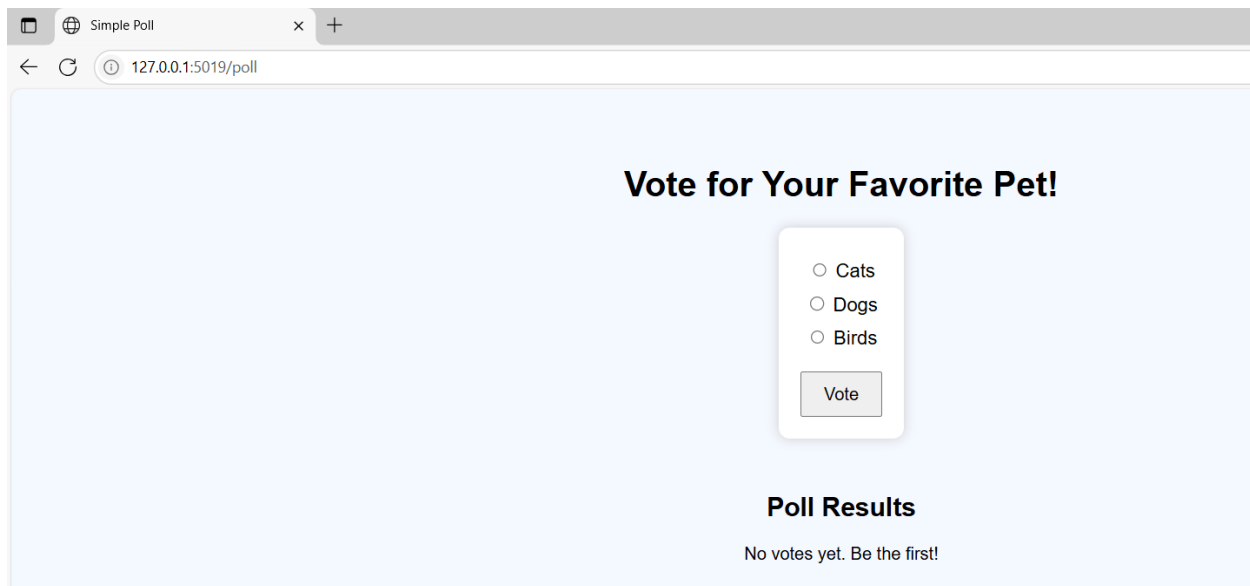 Simple Poll
127.0.0.1:5019/poll
Vote for Your Favorite Pet!
Cats
Dogs
Birds
Vote
Poll Results
No votes yet. Be the first!